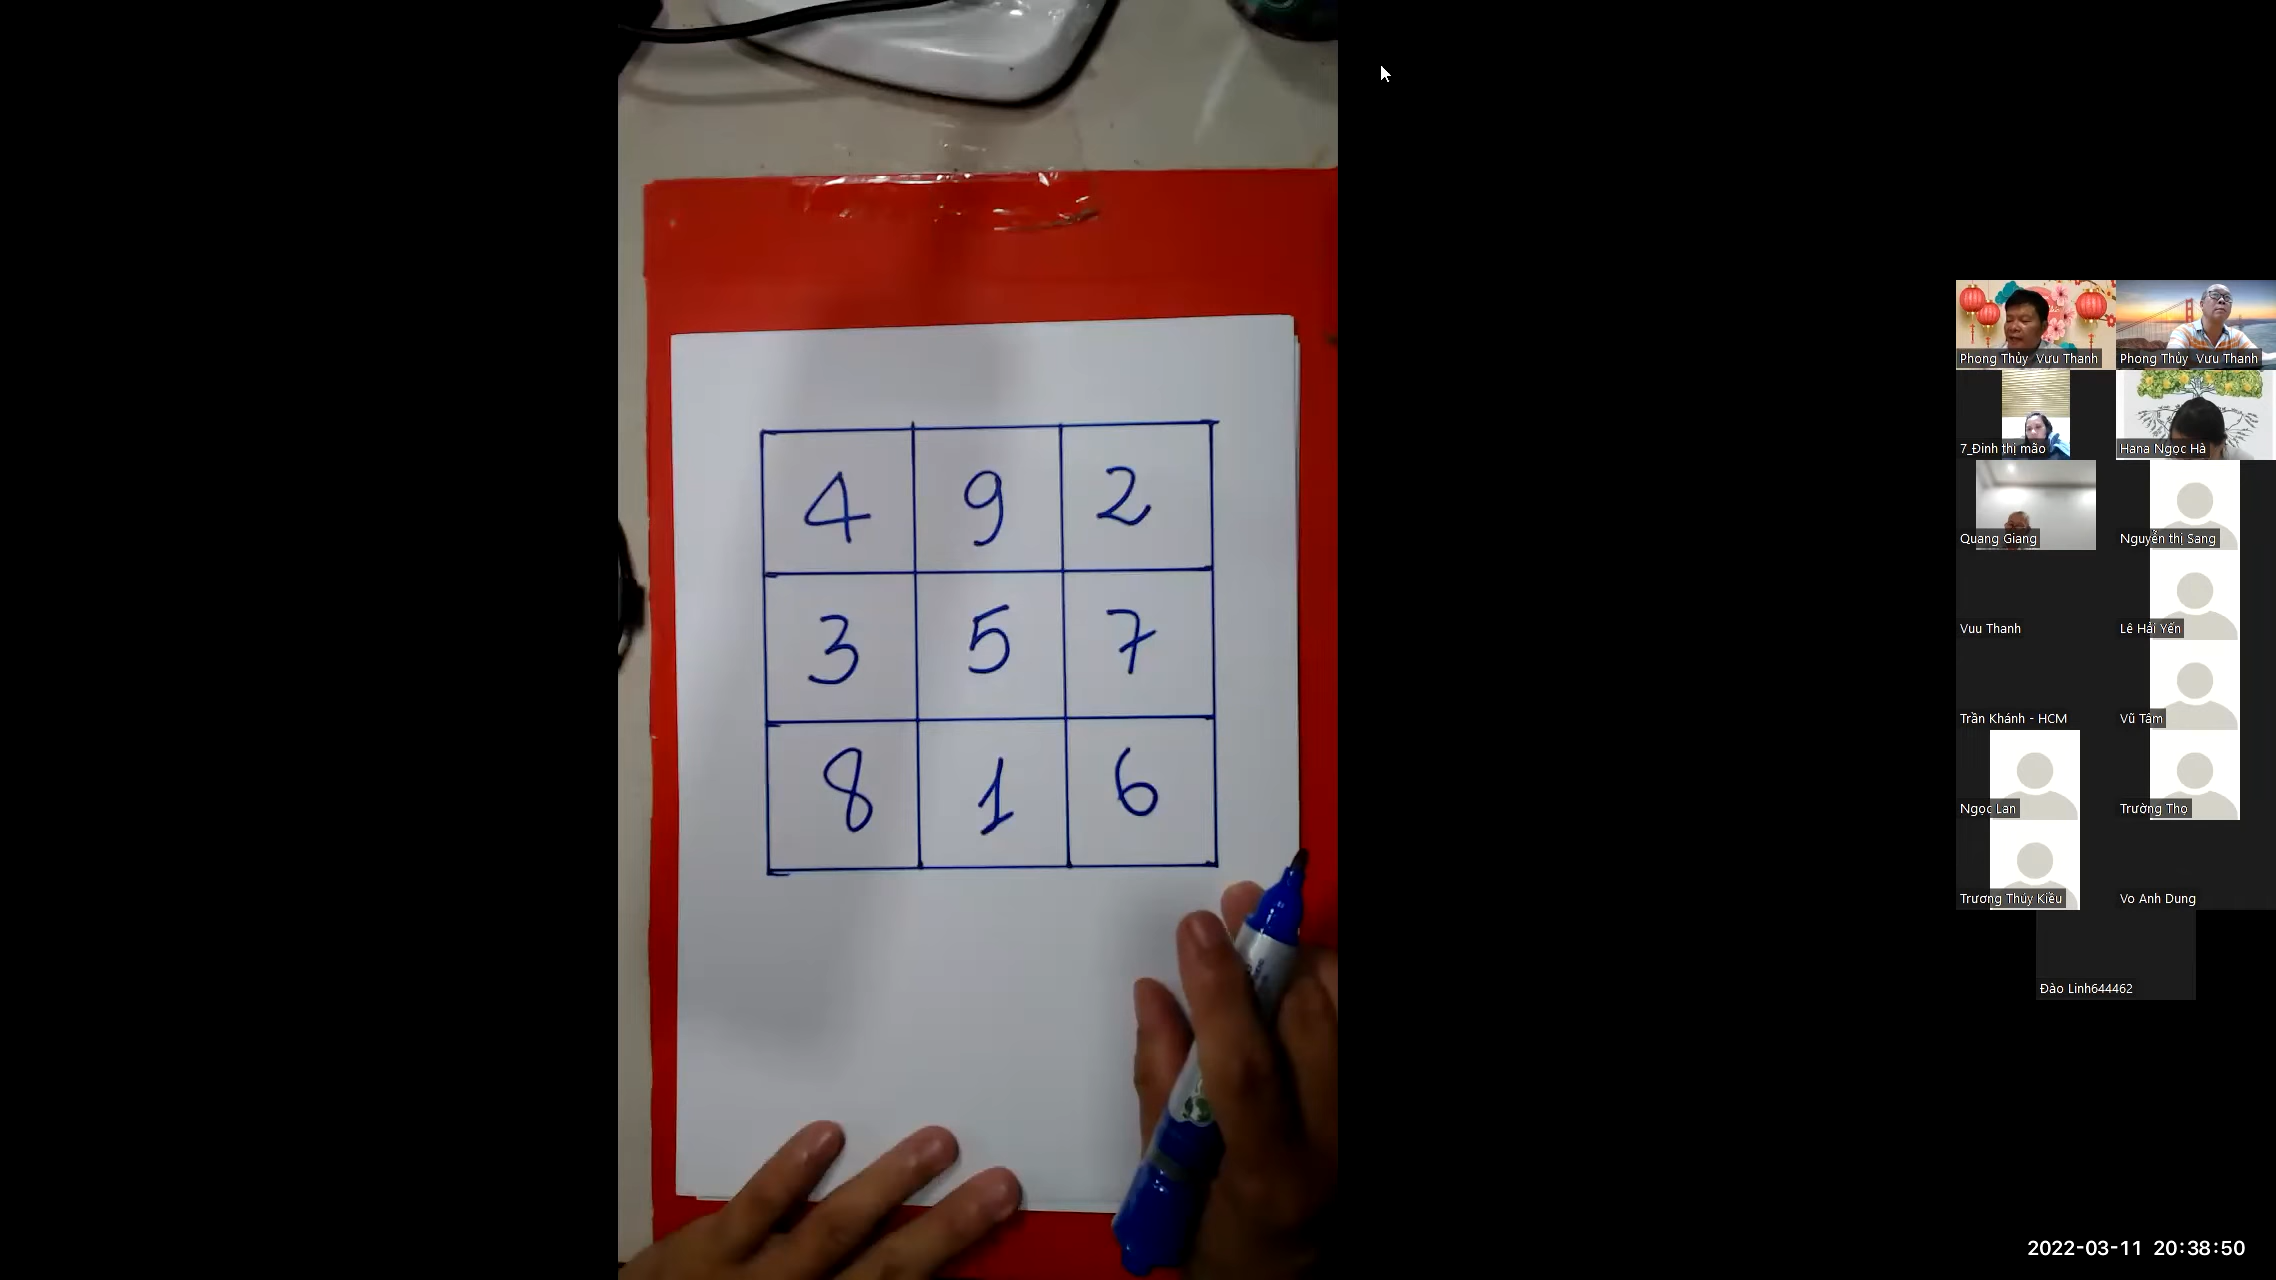 4 9 2
3 5 7
8 1 6
Phong Thủy Vưu Thanh
Phong Thủy Vưu Thanh
7_Đinh thị mão
Hana Ngọc Hà
Quang Giang
Nguyễn thị Sang
Vuu Thanh
Lê Hải Yến
Trần Khánh - HCM
Vũ Tâm
Ngọc Lan
Trường Thọ
Trương Thúy Kiều
Vo Anh Dung
Đào Linh644462
2022-03-11 20:38:50